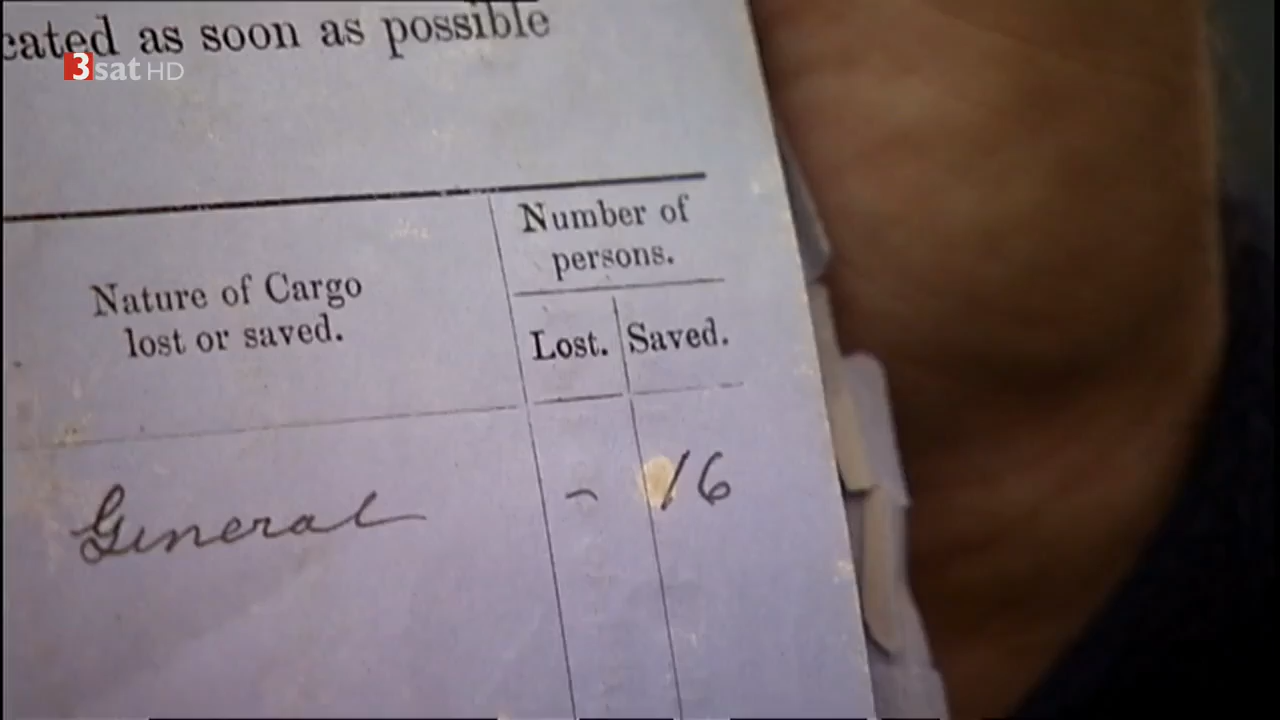 cated as soon as possible
3sat HD
Number of
persons.
Nature of Cargo
lost or saved.
Lost. Saved.
General - 16